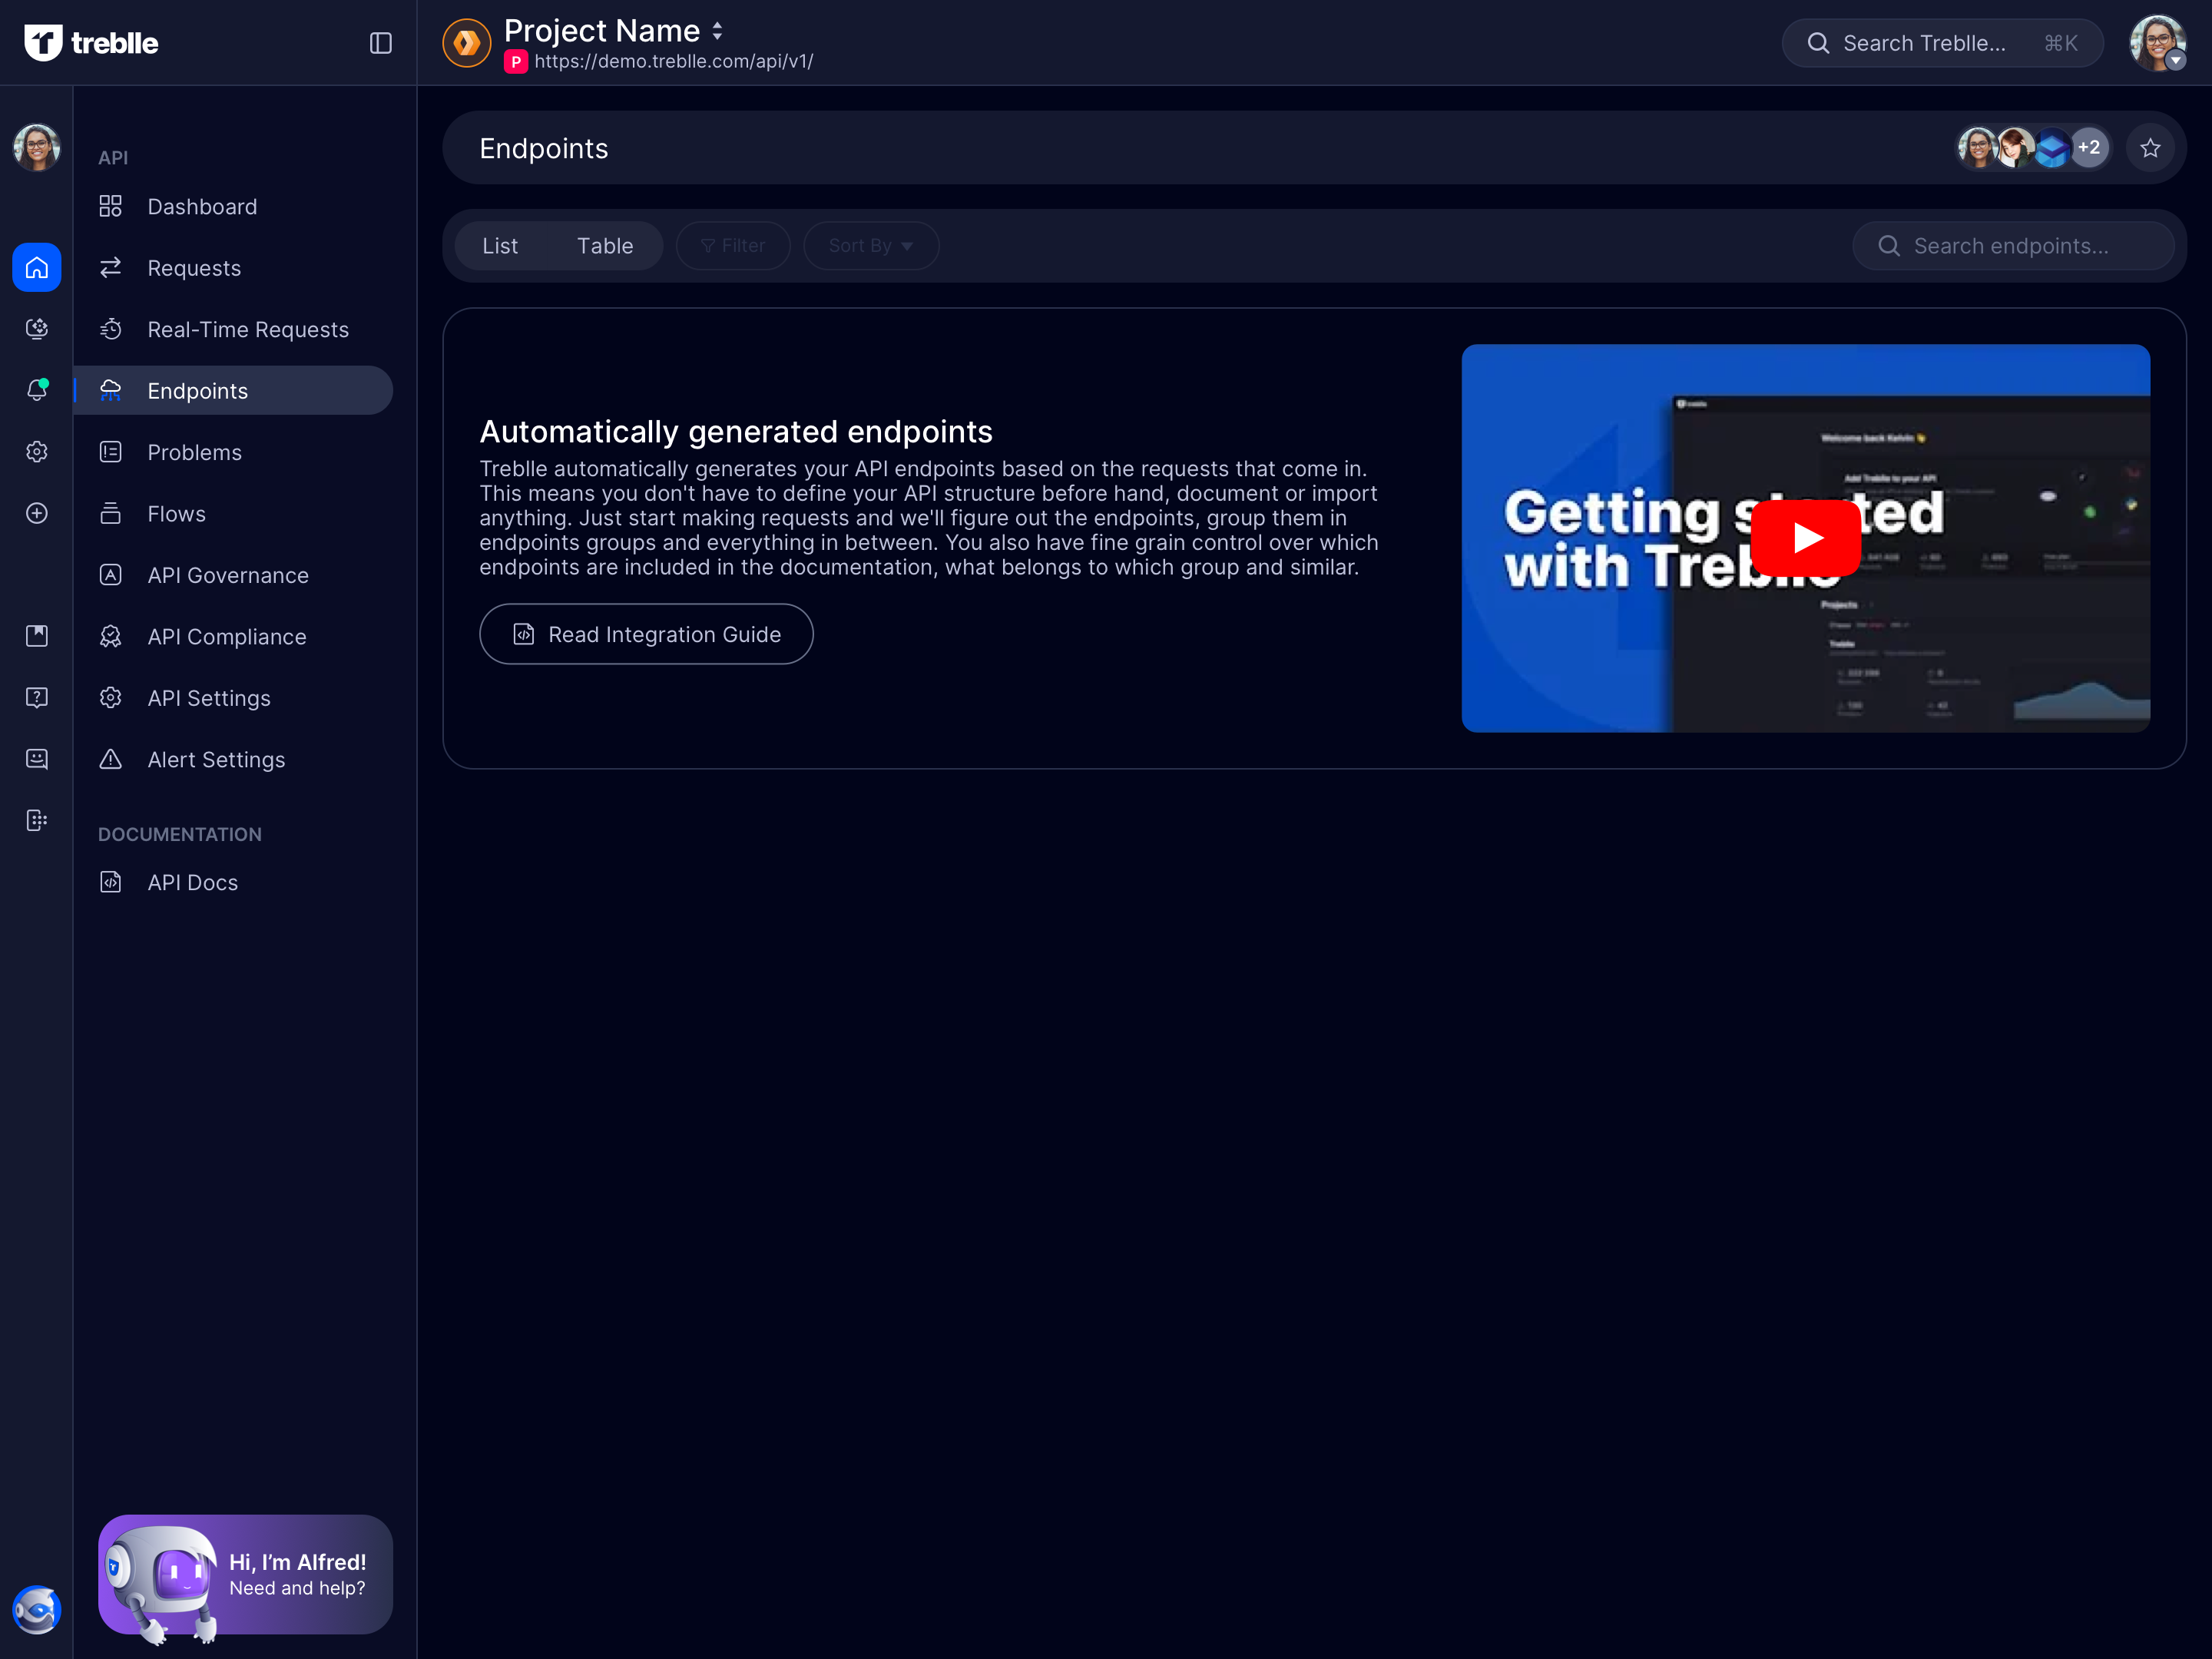 treblle
Project Name
P https://demo.treblle.com/api/v1/
Search Treblle... ⌘K
API
Dashboard
Requests
Real-Time Requests
Endpoints
Problems
Flows
API Governance
API Compliance
API Settings
Alert Settings
DOCUMENTATION
API Docs
Hi, I'm Alfred!
Need and help?
Endpoints
+2
List
Table
Filter
Sort By
Search endpoints...
Automatically generated endpoints
Treblle automatically generates your API endpoints based on the requests that come in.
This means you don't have to define your API structure before hand, document or import
anything. Just start making requests and we'll figure out the endpoints, group them in
endpoints groups and everything in between. You also have fine grain control over which
endpoints are included in the documentation, what belongs to which group and similar.
Read Integration Guide
treblle
Welcome back Kelvin
Add Treblle to your API
Getting started
with Treblle
Projects
Treblle